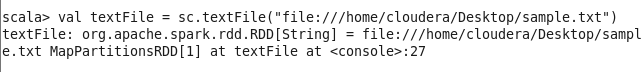 scala> val textFile = sc.textFile("file:///home/cloudera/Desktop/sample.txt")
textFile: org.apache.spark.rdd.RDD[String] = file:///home/cloudera/Desktop/sampl
e.txt MapPartitionsRDD[1] at textFile at <console>:27